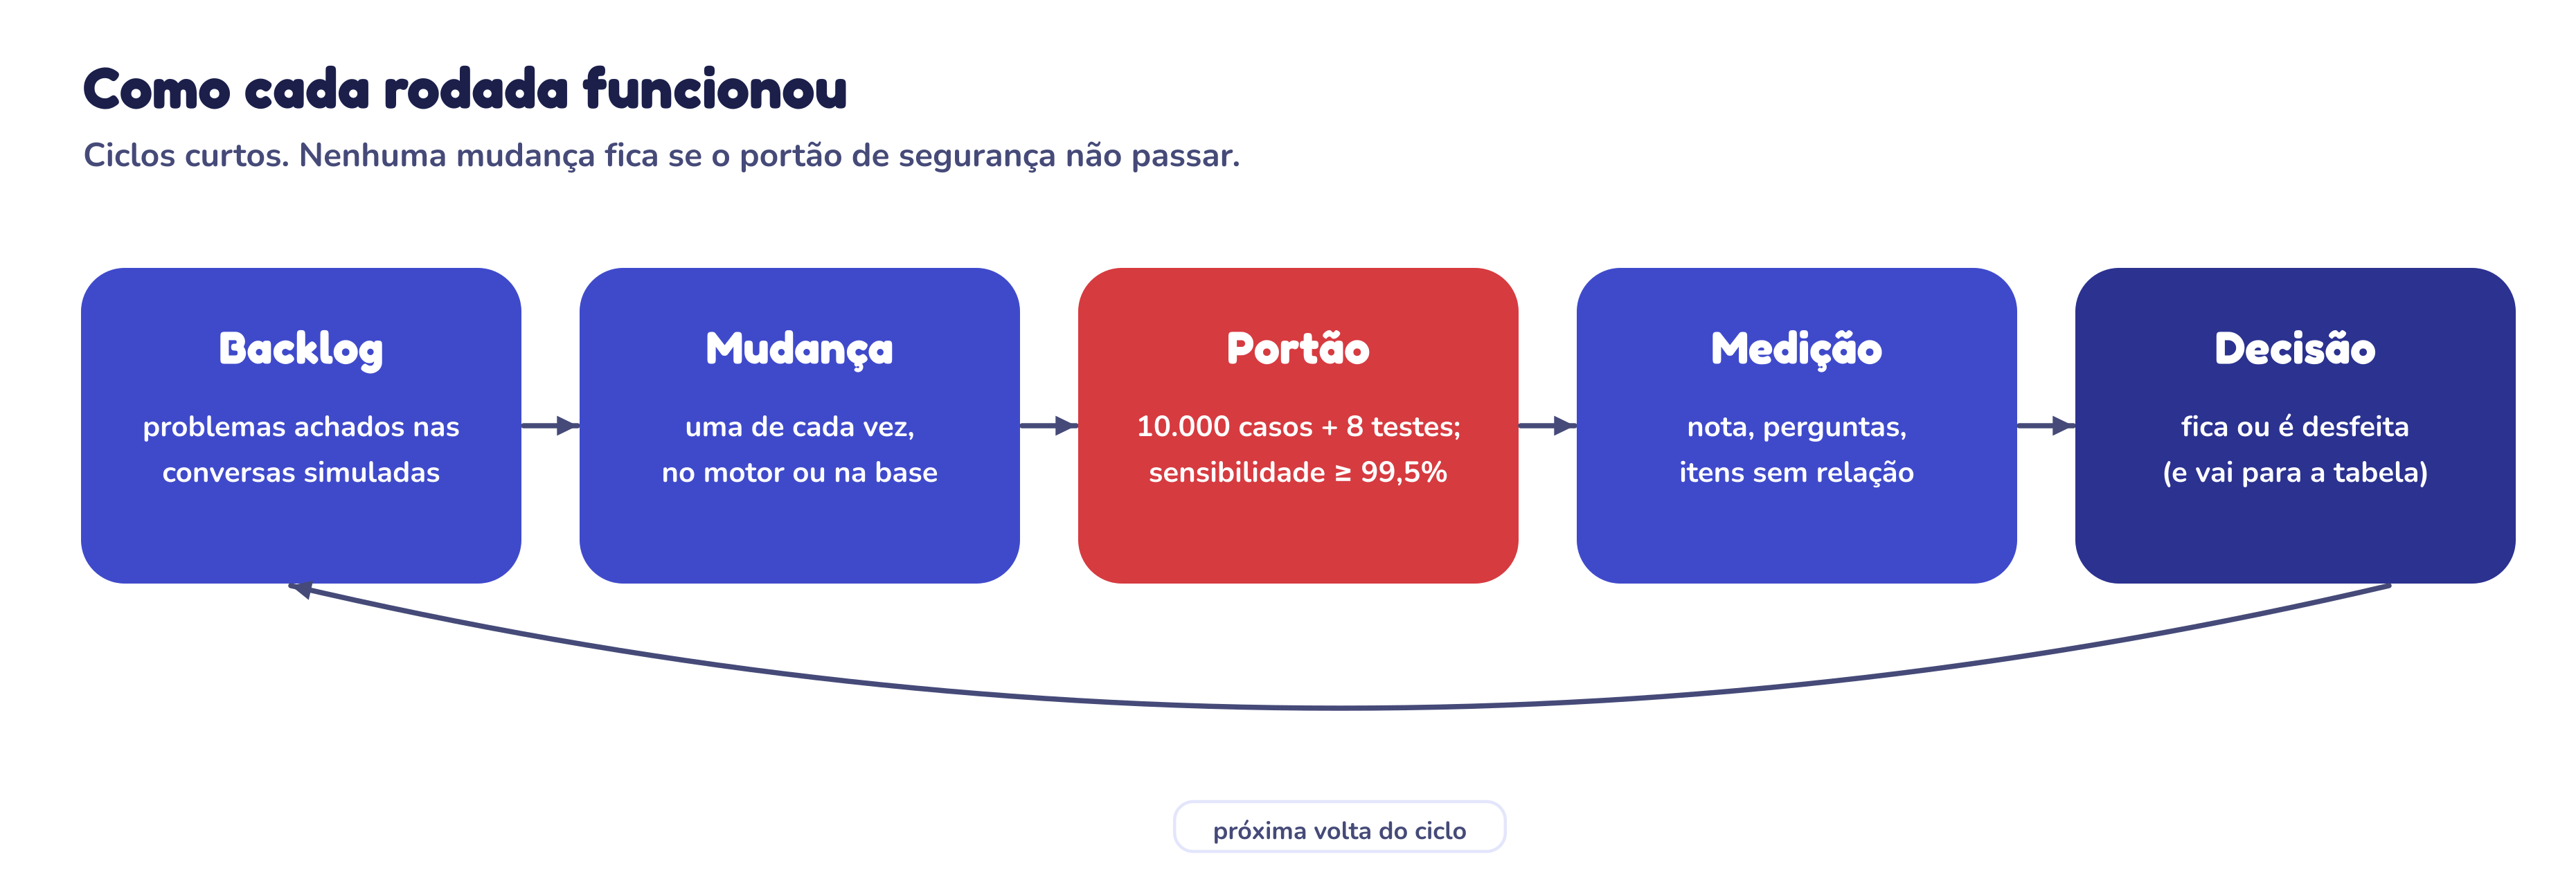 Como cada rodada funcionou
Ciclos curtos. Nenhuma mudança fica se o portão de segurança não passar.
Backlog
problemas achados nas
conversas simuladas
Mudança
uma de cada vez,
no motor ou na base
Portão
10.000 casos + 8 testes;
sensibilidade ≥ 99,5%
Medição
nota, perguntas,
itens sem relação
Decisão
fica ou é desfeita
(e vai para a tabela)
próxima volta do ciclo